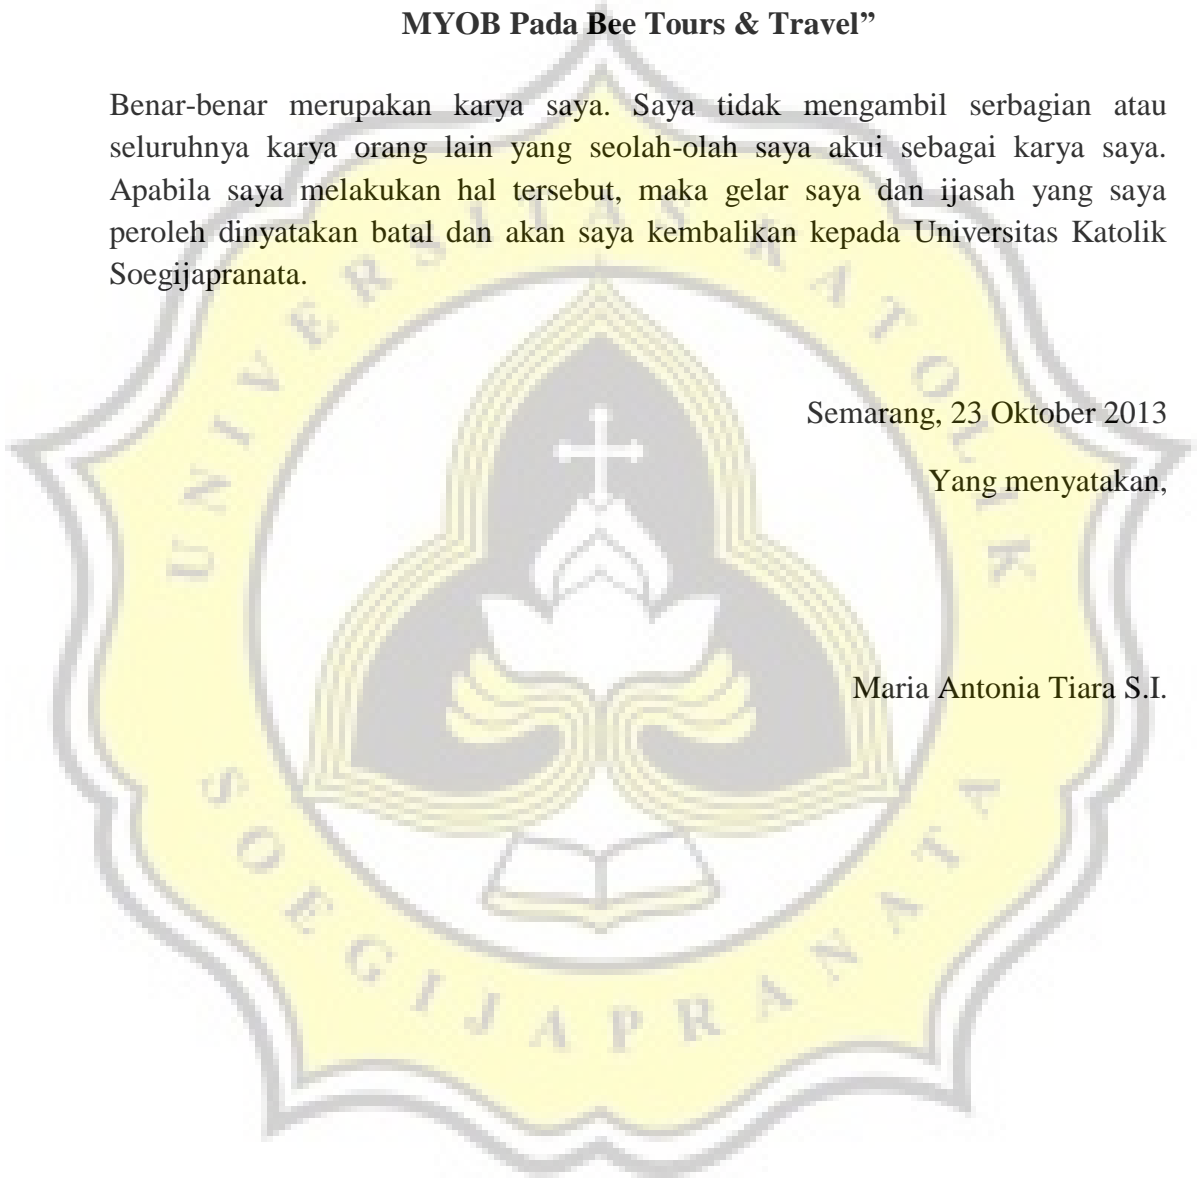 MYOB Pada Bee Tours & Travel”
Benar-benar merupakan karya saya. Saya tidak mengambil serbagian atau
seluruhnya karya orang lain yang seolah-olah saya akui sebagai karya saya.
Apabila saya melakukan hal tersebut, maka gelar saya dan ijasah yang saya
peroleh dinyatakan batal dan akan saya kembalikan kepada Universitas Katolik
Soegijapranata.
Semarang, 23 Oktober 2013
Yang menyatakan,
Maria Antonia Tiara S.I.
UNIVERSITAS KATOLIK
SOEGIJAPRANATA